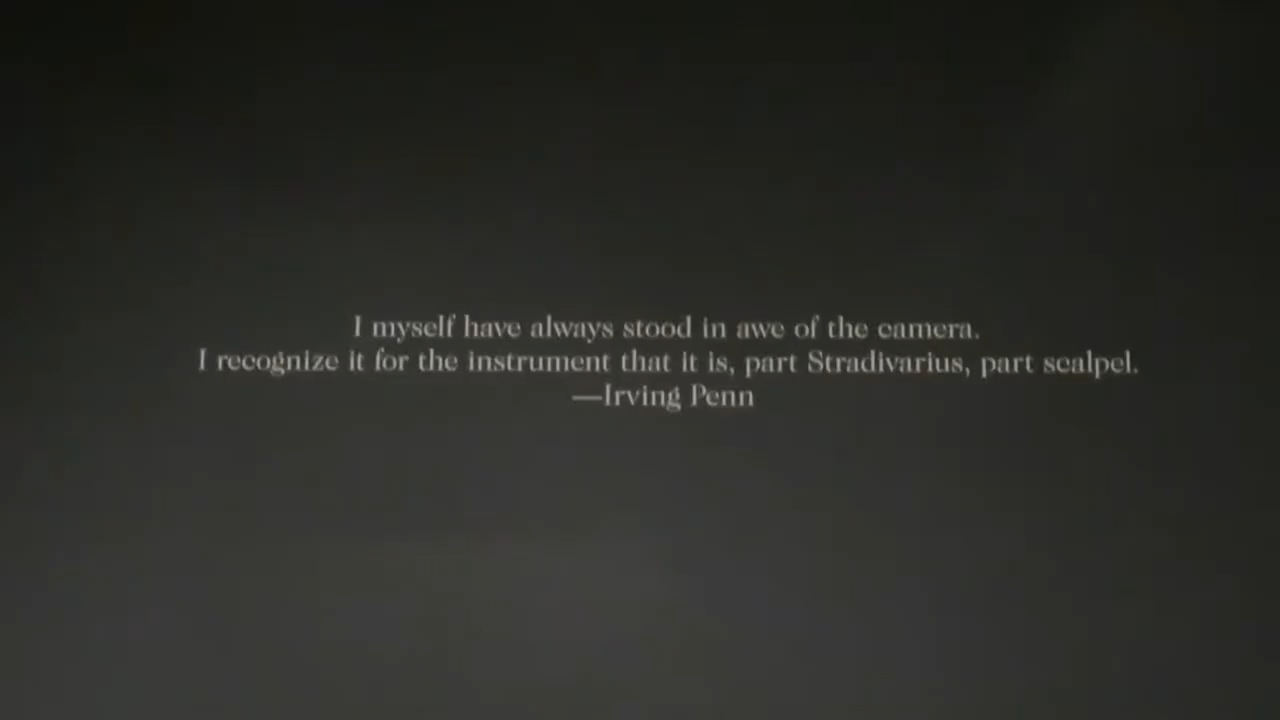 I myself have always stood in awe of the camera.
I recognize it for the instrument that it is, part Stradivarius, part scalpel.
—Irving Penn